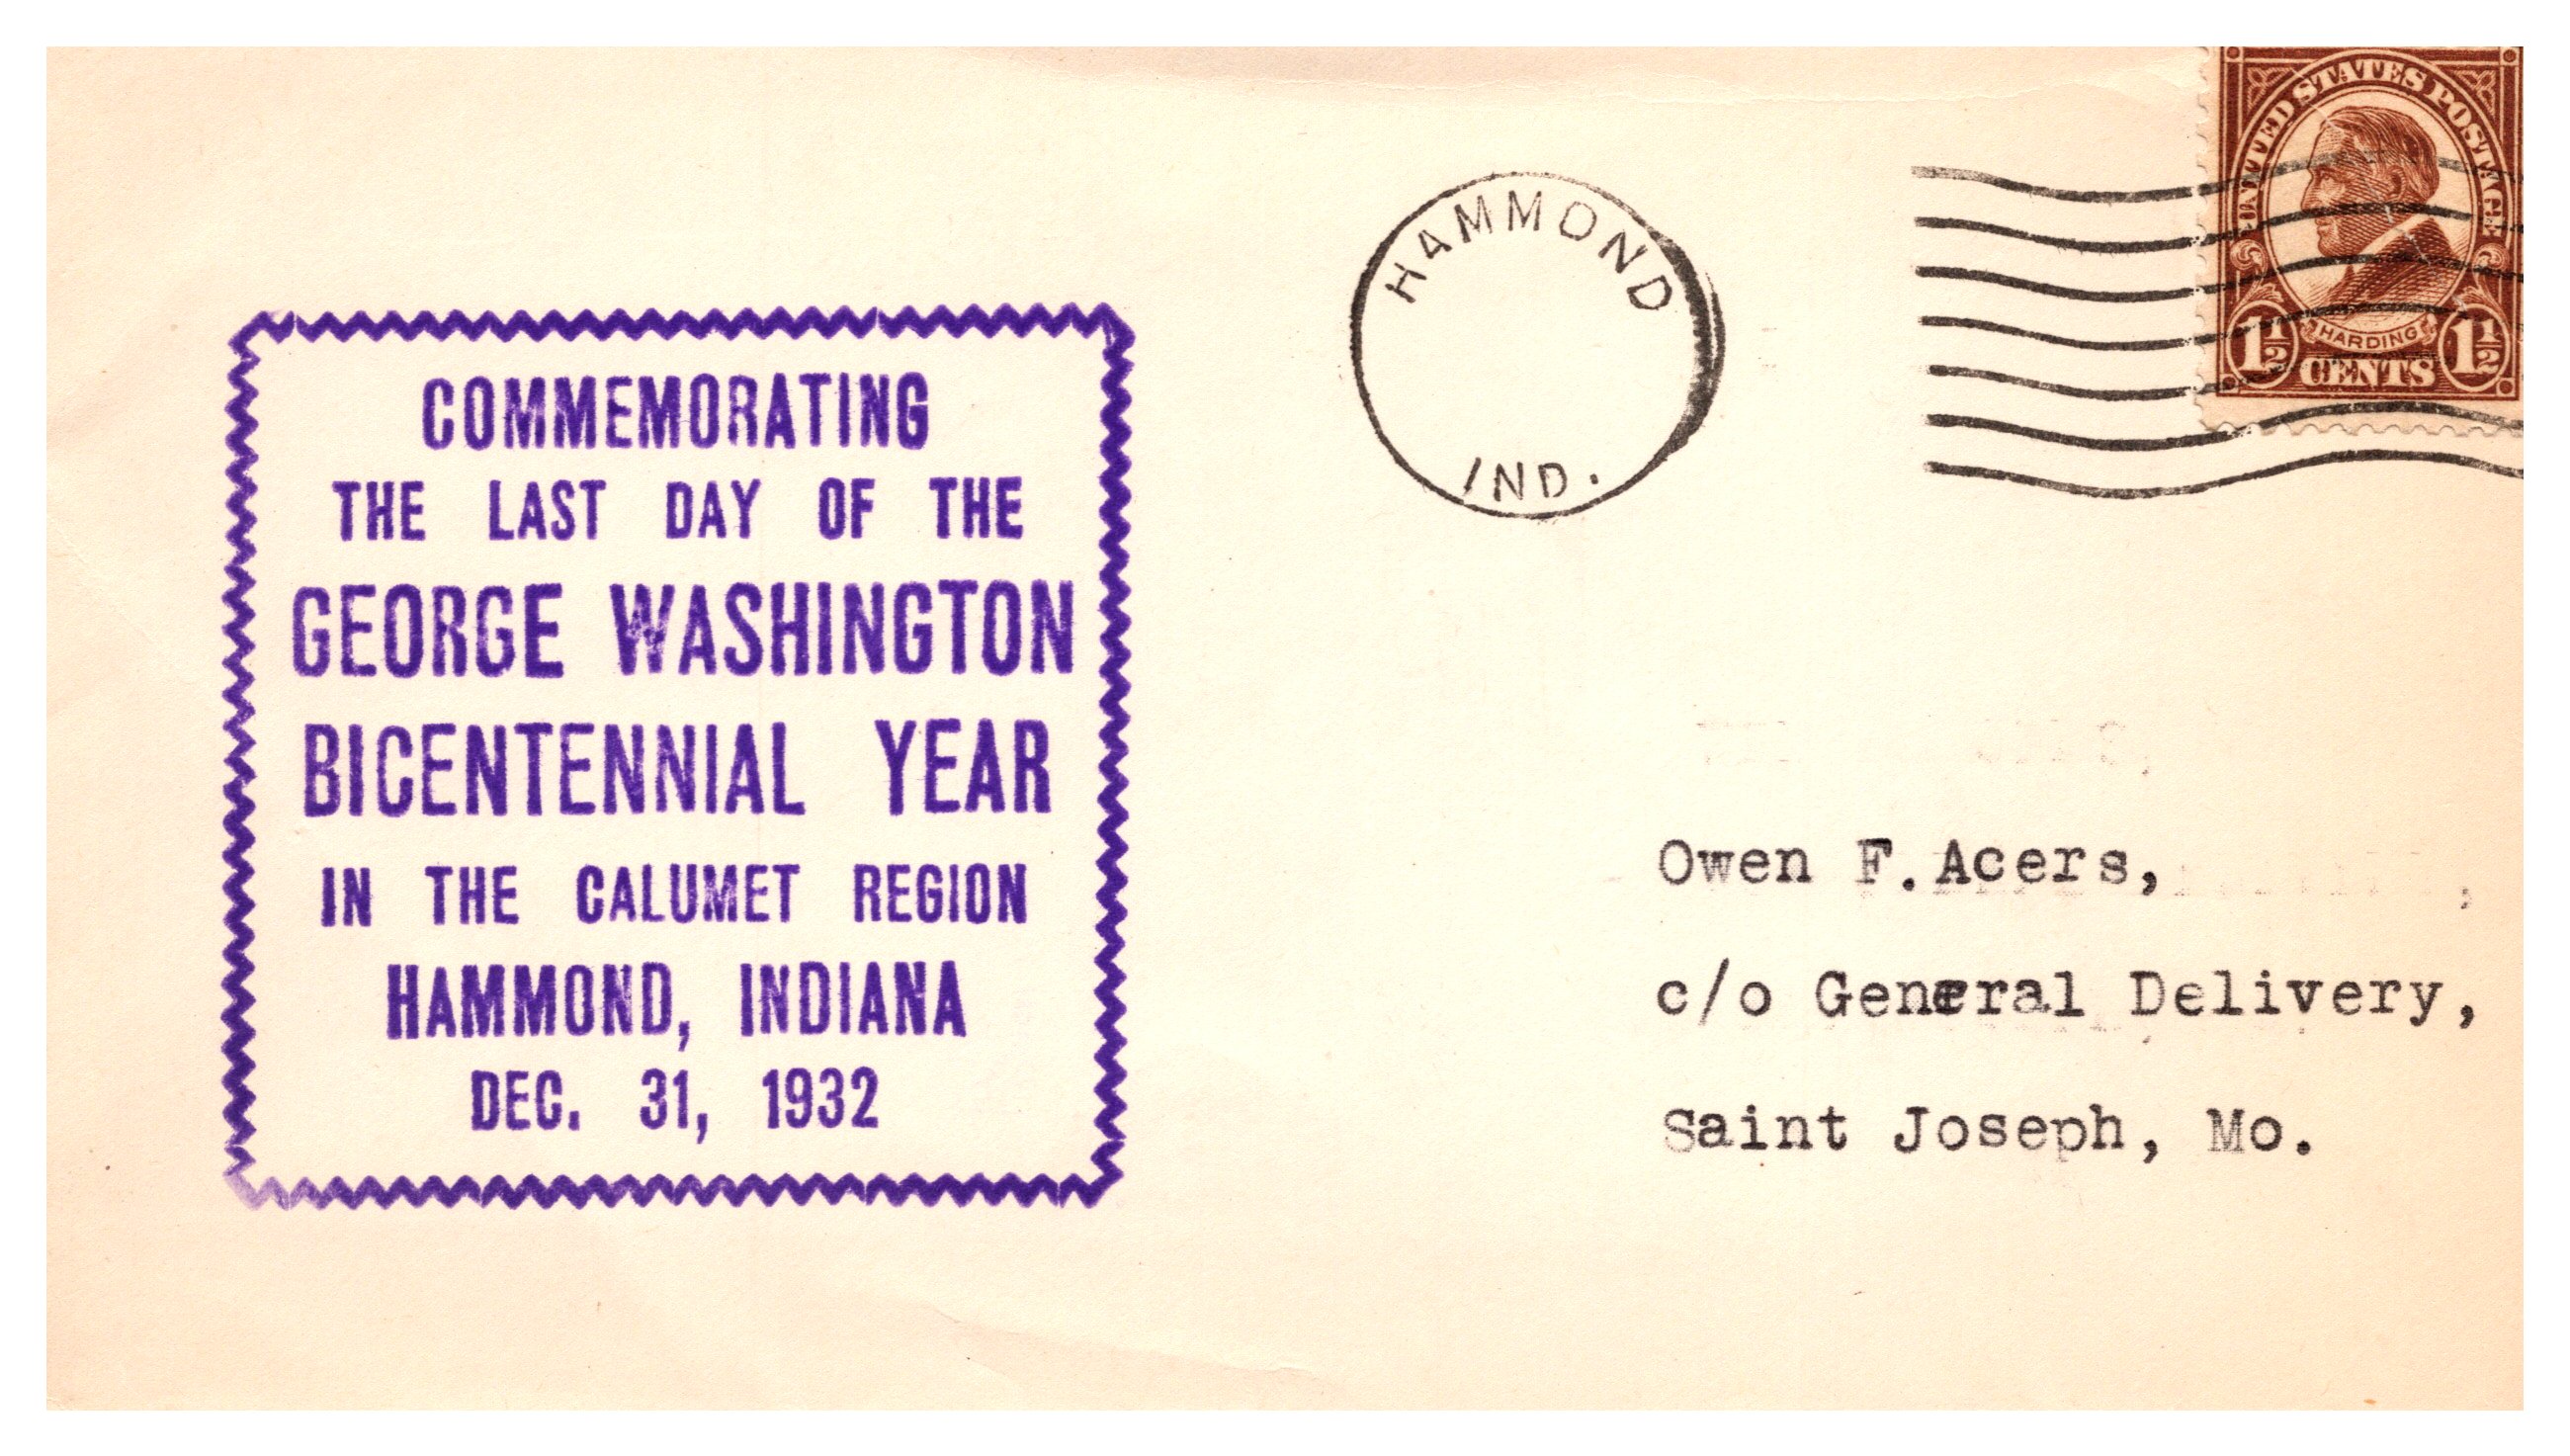 COMMEMORATING
THE LAST DAY OF THE
GEORGE WASHINGTON
BICENTENNIAL YEAR
IN THE CALUMET REGION
HAMMOND, INDIANA
DEC. 31, 1932
HAMMOND
IND.
UNITED STATES POSTAGE
HARDING
1½ CENTS 1½
Owen F. Acers,
c/o General Delivery,
Saint Joseph, Mo.